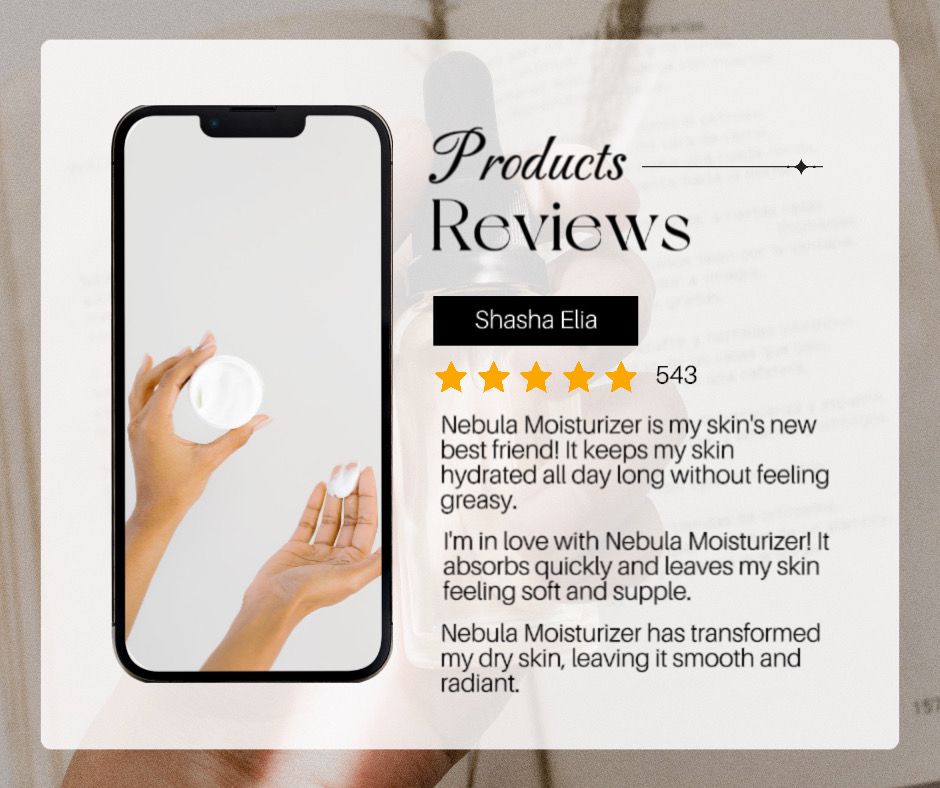 Products
Reviews
Shasha Elia
543
Nebula Moisturizer is my skin's new
best friend! It keeps my skin
hydrated all day long without feeling
greasy.
I'm in love with Nebula Moisturizer! It
absorbs quickly and leaves my skin
feeling soft and supple.
Nebula Moisturizer has transformed
my dry skin, leaving it smooth and
radiant.